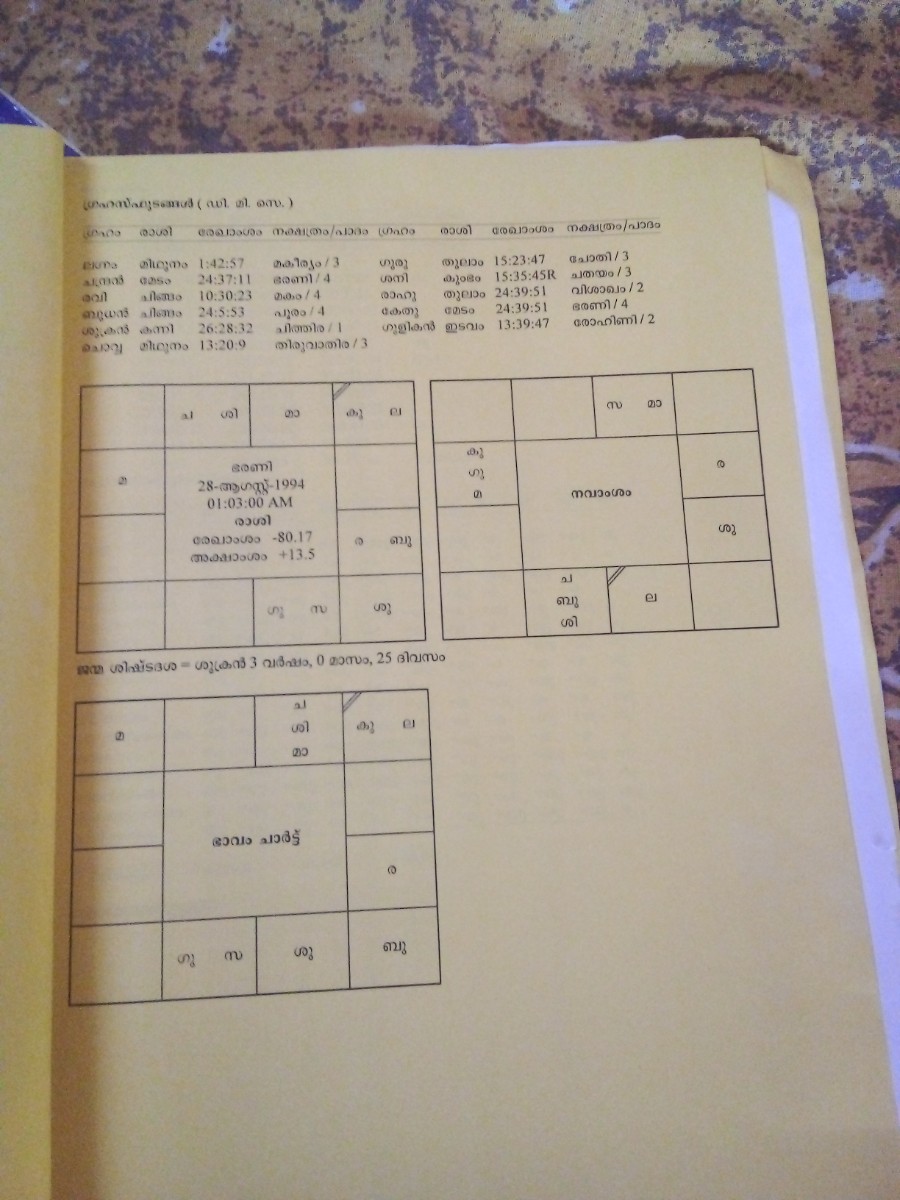 ഗ്രഹസ്ഫുടങ്ങൾ ( ഡി. മി. സെ. )
ഗ്രഹം രാശി രേഖാംശം നക്ഷത്രം/പാദം ഗ്രഹം രാശി രേഖാംശം നക്ഷത്രം/പാദം
ലഗ്നം മിഥുനം 1:42:57 മകീര്യം / 3 ഗുരു തുലാം 15:23:47 ചോതി / 3
ചന്ദ്രൻ മേടം 24:37:11 ഭരണി / 4 ശനി കുംഭം 15:35:45R ചതയം / 3
രവി ചിങ്ങം 10:30:23 മകം / 4 രാഹു തുലാം 24:39:51 വിശാഖം / 2
ബുധൻ ചിങ്ങം 24:5:53 പൂരം / 4 കേതു മേടം 24:39:51 ഭരണി / 4
ശുക്രൻ കന്നി 26:28:32 ചിത്തിര / 1 ഗുളികൻ ഇടവം 13:39:47 രോഹിണി / 2
ചൊവ്വ മിഥുനം 13:20:9 തിരുവാതിര / 3
ച ശി മാ കു ല
മ
ഭരണി
28-ആഗസ്റ്റ്-1994
01:03:00 AM
രാശി
രേഖാംശം -80.17
അക്ഷാംശം +13.5
ര ബു
ഗു സ ശു
സ മാ
കു
ഗു
മ
നവാംശം
ര
ശു
ച
ബു
ശി
ല
ജന്മ ശിഷ്ടദശ = ശുക്രൻ 3 വർഷം, 0 മാസം, 25 ദിവസം
മ
ച
ശി
മാ
കു ല
ഭാവം ചാർട്ട്
ര
ഗു സ ശു ബു